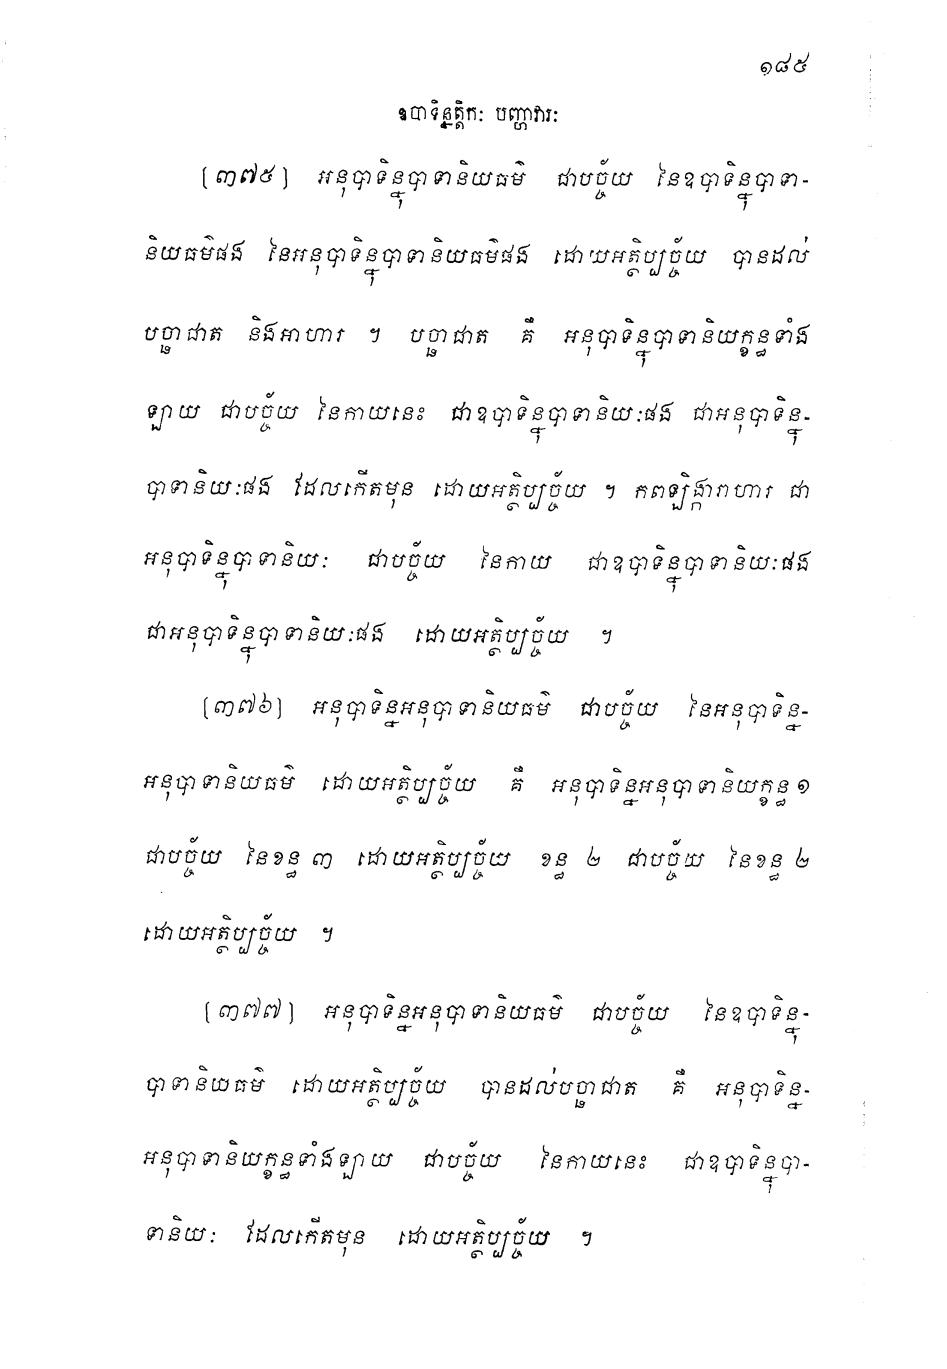 ១៨៥
ឧបាទិន្នត្តិកៈ បញ្ហាវារៈ
[៣៧៥] អនុបាទិន្នុបាទានិយធម៌ ជាបច្ច័យ នៃឧបាទិន្នុបាទា-
និយធម៌ផង នៃអនុបាទិន្នុបាទានិយធម៌ផង ដោយអត្ថិប្បច្ច័យ បានដល់
បច្ឆាជាត និងអាហារ ។ បច្ឆាជាត គឺ អនុបាទិន្នុបាទានិយក្ខន្ធទាំង
ឡាយ ជាបច្ច័យ នៃកាយនេះ ជាឧបាទិន្នុបាទានិយៈផង ជាអនុបាទិន្នុ-
បាទានិយៈផង ដែលកើតមុន ដោយអត្ថិប្បច្ច័យ ។ កពឡិង្ការាហារ ជា
អនុបាទិន្នុបាទានិយៈ ជាបច្ច័យ នៃកាយ ជាឧបាទិន្នុបាទានិយៈផង
ជាអនុបាទិន្នុបាទានិយៈផង ដោយអត្ថិប្បច្ច័យ ។
[៣៧៦] អនុបាទិន្នអនុបាទានិយធម៌ ជាបច្ច័យ នៃអនុបាទិន្ន-
អនុបាទានិយធម៌ ដោយអត្ថិប្បច្ច័យ គឺ អនុបាទិន្នអនុបាទានិយក្ខន្ធ ១
ជាបច្ច័យ នៃខន្ធ ៣ ដោយអត្ថិប្បច្ច័យ ខន្ធ ២ ជាបច្ច័យ នៃខន្ធ ២
ដោយអត្ថិប្បច្ច័យ ។
[៣៧៧] អនុបាទិន្នអនុបាទានិយធម៌ ជាបច្ច័យ នៃឧបាទិន្នុ-
បាទានិយធម៌ ដោយអត្ថិប្បច្ច័យ បានដល់បច្ឆាជាត គឺ អនុបាទិន្ន-
អនុបាទានិយក្ខន្ធទាំងឡាយ ជាបច្ច័យ នៃកាយនេះ ជាឧបាទិន្នុបា-
ទានិយៈ ដែលកើតមុន ដោយអត្ថិប្បច្ច័យ ។